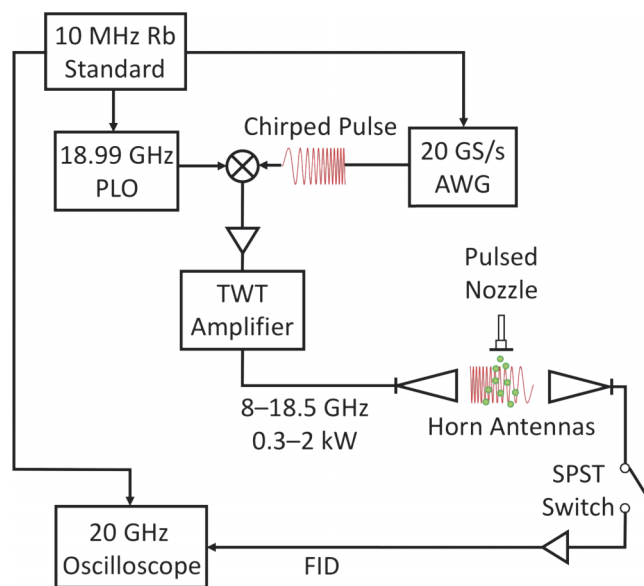 10 MHz Rb
Standard
Chirped Pulse
18.99 GHz
PLO
20 GS/s
AWG
Pulsed
Nozzle
TWT
Amplifier
8–18.5 GHz
0.3–2 kW
Horn Antennas
SPST
Switch
20 GHz
Oscilloscope
FID